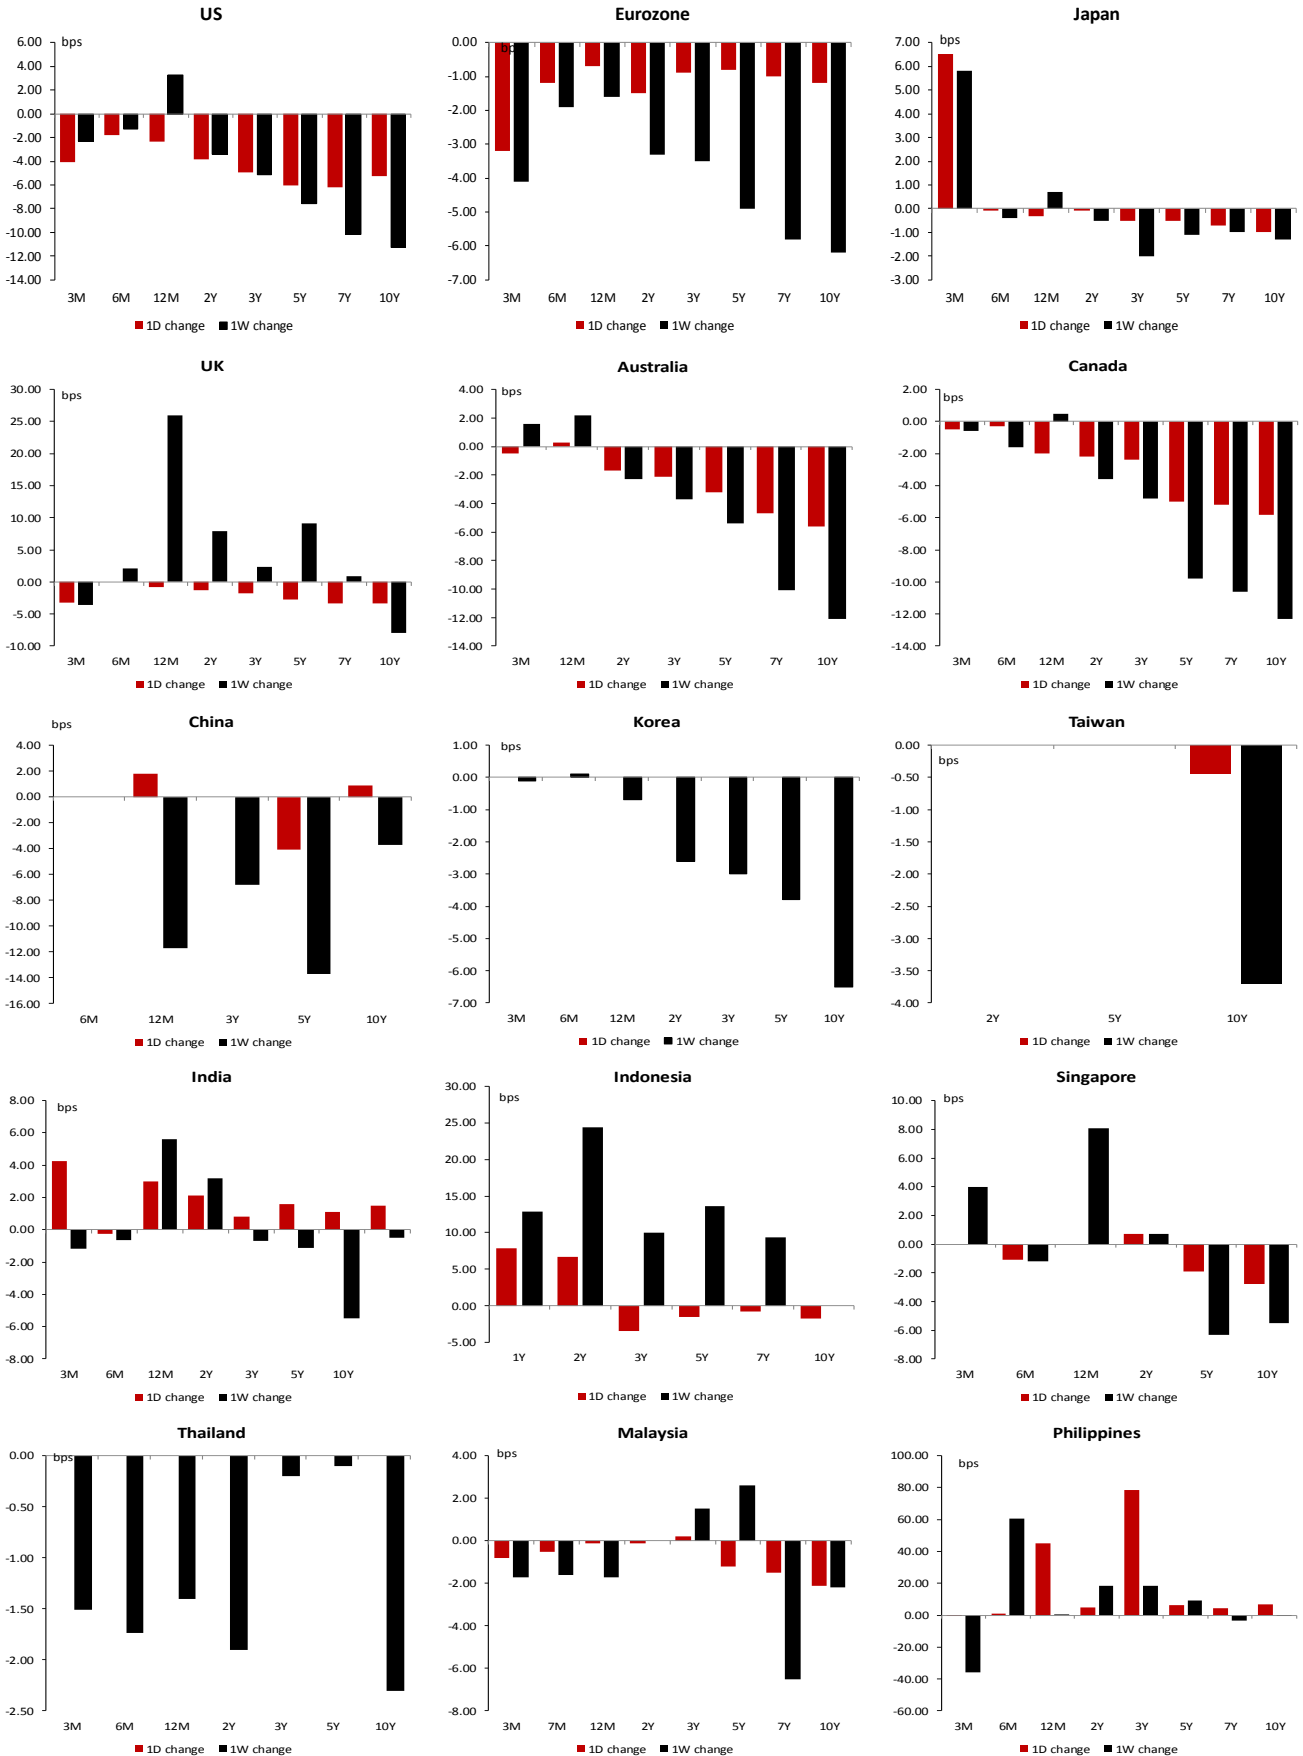 US
bps
6.00
4.00
2.00
0.00
-2.00
-4.00
-6.00
-8.00
-10.00
-12.00
-14.00
3M 6M 12M 2Y 3Y 5Y 7Y 10Y
1D change 1W change
Eurozone
bps
0.00
-1.00
-2.00
-3.00
-4.00
-5.00
-6.00
-7.00
3M 6M 12M 2Y 3Y 5Y 7Y 10Y
1D change 1W change
Japan
bps
7.00
6.00
5.00
4.00
3.00
2.00
1.00
0.00
-1.00
-2.00
-3.00
3M 6M 12M 2Y 3Y 5Y 7Y 10Y
1D change 1W change
UK
bps
30.00
25.00
20.00
15.00
10.00
5.00
0.00
-5.00
-10.00
3M 6M 12M 2Y 3Y 5Y 7Y 10Y
1D change 1W change
Australia
bps
4.00
2.00
0.00
-2.00
-4.00
-6.00
-8.00
-10.00
-12.00
-14.00
3M 12M 2Y 3Y 5Y 7Y 10Y
1D change 1W change
Canada
bps
2.00
0.00
-2.00
-4.00
-6.00
-8.00
-10.00
-12.00
-14.00
3M 6M 12M 2Y 3Y 5Y 7Y 10Y
1D change 1W change
China
bps
4.00
2.00
0.00
-2.00
-4.00
-6.00
-8.00
-10.00
-12.00
-14.00
-16.00
6M 12M 3Y 5Y 10Y
1D change 1W change
Korea
bps
1.00
0.00
-1.00
-2.00
-3.00
-4.00
-5.00
-6.00
-7.00
3M 6M 12M 2Y 3Y 5Y 10Y
1D change 1W change
Taiwan
bps
0.00
-0.50
-1.00
-1.50
-2.00
-2.50
-3.00
-3.50
-4.00
2Y 5Y 10Y
1D change 1W change
India
bps
8.00
6.00
4.00
2.00
0.00
-2.00
-4.00
-6.00
-8.00
3M 6M 12M 2Y 3Y 5Y 10Y
1D change 1W change
Indonesia
bps
30.00
25.00
20.00
15.00
10.00
5.00
0.00
-5.00
1Y 2Y 3Y 5Y 7Y 10Y
1D change 1W change
Singapore
bps
10.00
8.00
6.00
4.00
2.00
0.00
-2.00
-4.00
-6.00
-8.00
3M 6M 12M 2Y 5Y 10Y
1D change 1W change
Thailand
bps
0.00
-0.50
-1.00
-1.50
-2.00
-2.50
3M 6M 12M 2Y 3Y 5Y 10Y
1D change 1W change
Malaysia
bps
4.00
2.00
0.00
-2.00
-4.00
-6.00
-8.00
3M 7M 12M 2Y 3Y 5Y 7Y 10Y
1D change 1W change
Philippines
bps
100.00
80.00
60.00
40.00
20.00
0.00
-20.00
-40.00
-60.00
3M 6M 12M 2Y 3Y 5Y 7Y 10Y
1D change 1W change